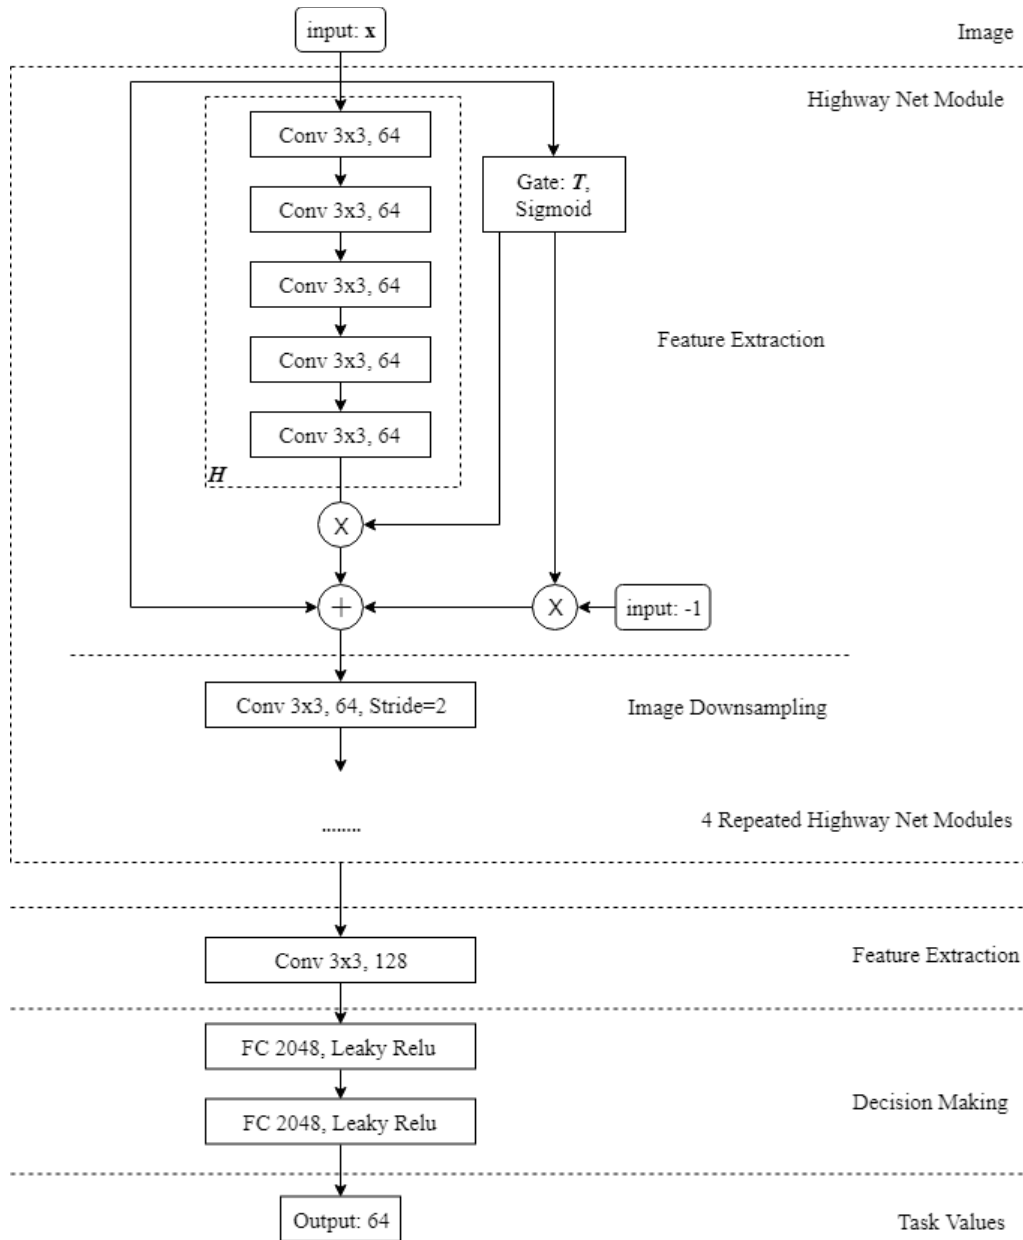 input: x
Image
Highway Net Module
Conv 3x3, 64
Gate: T,
Sigmoid
Conv 3x3, 64
Conv 3x3, 64
Feature Extraction
Conv 3x3, 64
Conv 3x3, 64
H
X
+
X
input: -1
Conv 3x3, 64, Stride=2
Image Downsampling
........
4 Repeated Highway Net Modules
Conv 3x3, 128
Feature Extraction
FC 2048, Leaky Relu
Decision Making
FC 2048, Leaky Relu
Output: 64
Task Values